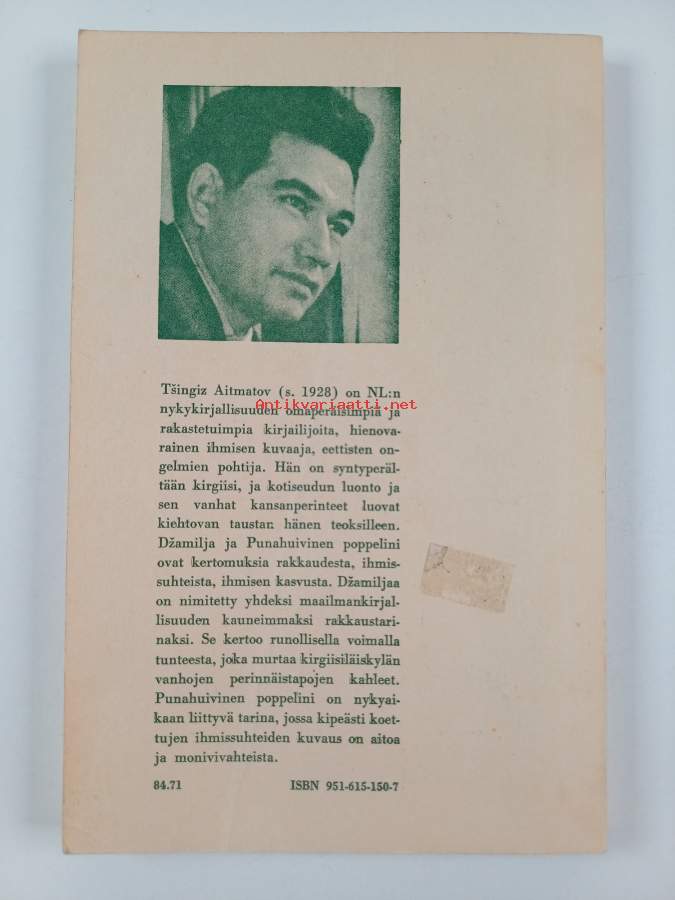 Tšingiz Aitmatov (s. 1928) on NL:n
Antikvariaatti.net
nykykirjallisuuden omaperäisimpiä ja
rakastetuimpia kirjailijoita, hienova-
rainen ihmisen kuvaaja, eettisten on-
gelmien pohtija. Hän on syntyperäl-
tään kirgiisi, ja kotiseudun luonto ja
sen vanhat kansanperinteet luovat
kiehtovan taustan hänen teoksilleen.
Džamilja ja Punahuivinen poppelini
ovat kertomuksia rakkaudesta, ihmis-
suhteista, ihmisen kasvusta. Džamiljaa
on nimitetty yhdeksi maailmankirjal-
lisuuden kauneimmaksi rakkaustari-
naksi. Se kertoo runollisella voimalla
tunteesta, joka murtaa kirgiisiläiskylän
vanhojen perinnäistapojen kahleet.
Punahuivinen poppelini on nykyai-
kaan liittyvä tarina, jossa kipeästi koet-
tujen ihmissuhteiden kuvaus on aitoa
ja monivivahteista.
84.71 ISBN 951-615-150-7